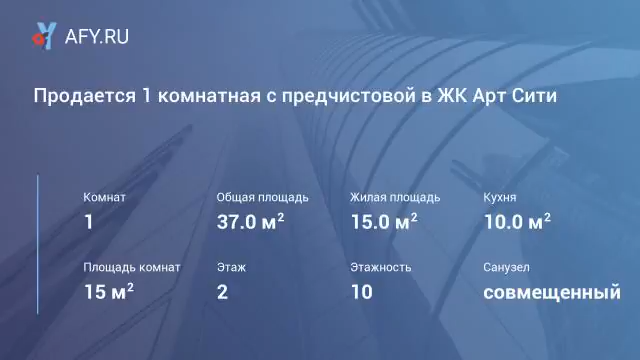 AFY.RU
Продается 1 комнатная с предчистовой в ЖК Арт Сити
Комнат
1
Общая площадь
37.0 м²
Жилая площадь
15.0 м²
Кухня
10.0 м²
Площадь комнат
15 м²
Этаж
2
Этажность
10
Санузел
совмещенный